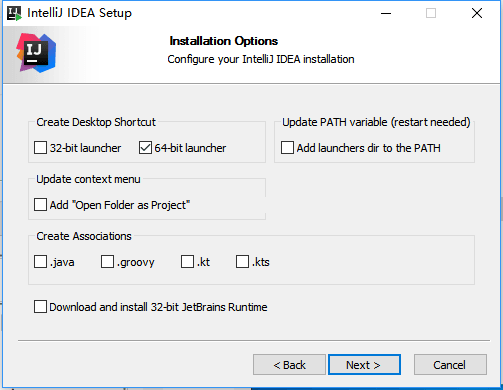 IntelliJ IDEA Setup
IJ
Installation Options
Configure your IntelliJ IDEA installation
Create Desktop Shortcut
32-bit launcher 64-bit launcher
Update PATH variable (restart needed)
Add launchers dir to the PATH
Update context menu
Add "Open Folder as Project"
Create Associations
.java .groovy .kt .kts
Download and install 32-bit JetBrains Runtime
< Back Next > Cancel